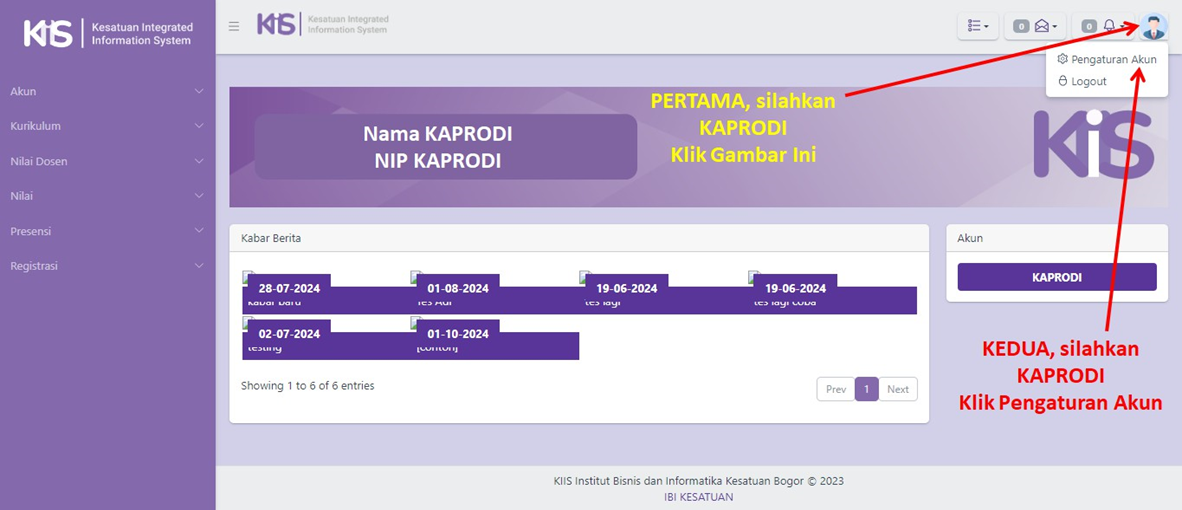 KiiS Kesatuan Integrated
Information System
KiiS Kesatuan Integrated
Information System
0
0
Pengaturan Akun
Logout
Akun
Kurikulum
Nilai Dosen
Nilai
Presensi
Registrasi
PERTAMA, silahkan
KAPRODI
Klik Gambar Ini
Nama KAPRODI
NIP KAPRODI
KiiS
Kabar Berita
28-07-2024
kabar baru
01-08-2024
Tes Adi
19-06-2024
tes lagi
19-06-2024
tes lagi coba
02-07-2024
testing
01-10-2024
[contoh]
Showing 1 to 6 of 6 entries
Prev 1 Next
Akun
KAPRODI
KEDUA, silahkan
KAPRODI
Klik Pengaturan Akun
KIIS Institut Bisnis dan Informatika Kesatuan Bogor © 2023
IBI KESATUAN